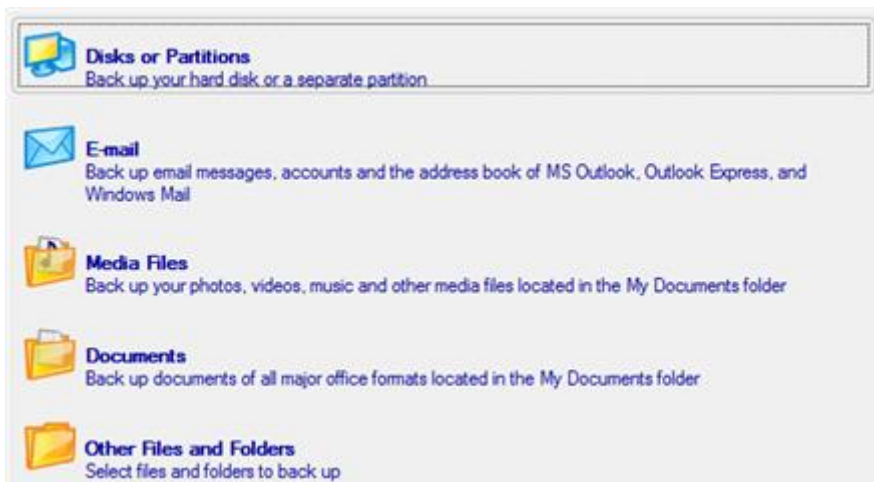 Disks or Partitions
Back up your hard disk or a separate partition
E-mail
Back up email messages, accounts and the address book of MS Outlook, Outlook Express, and
Windows Mail
Media Files
Back up your photos, videos, music and other media files located in the My Documents folder
Documents
Back up documents of all major office formats located in the My Documents folder
Other Files and Folders
Select files and folders to back up